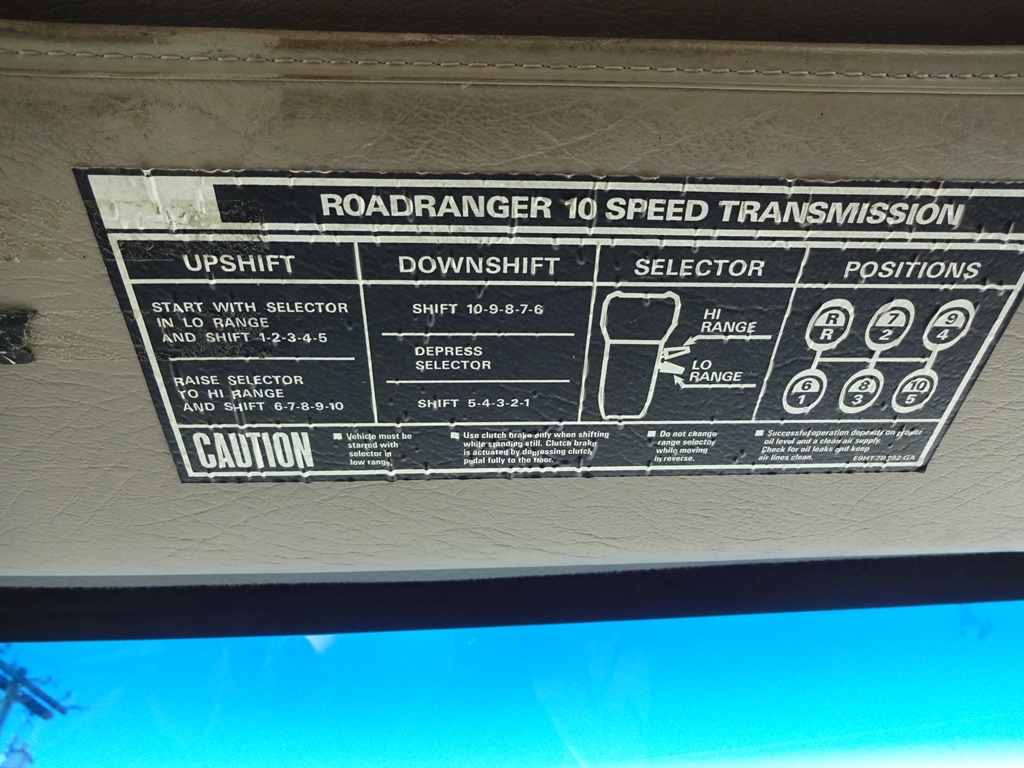 ROADRANGER 10 SPEED TRANSMISSION
UPSHIFT
START WITH SELECTOR
IN LO RANGE
AND SHIFT 1-2-3-4-5
RAISE SELECTOR
TO HI RANGE
AND SHIFT 6-7-8-9-10
DOWNSHIFT
SHIFT 10-9-8-7-6
DEPRESS
SELECTOR
SHIFT 5-4-3-2-1
SELECTOR
HI
RANGE
LO
RANGE
POSITIONS
R 7 9
R 2 4
6 8 10
1 3 5
CAUTION
Vehicle must be
started with
selector in
low range.
Use clutch brake only when shifting
while standing still. Clutch brake
is actuated by depressing clutch
pedal fully to the floor.
Do not change
range selector
while moving
in reverse.
Successful operation depends on proper
oil level and a clean air supply.
Check for oil leaks and keep
air lines clean.
E9HT-7B192-GA